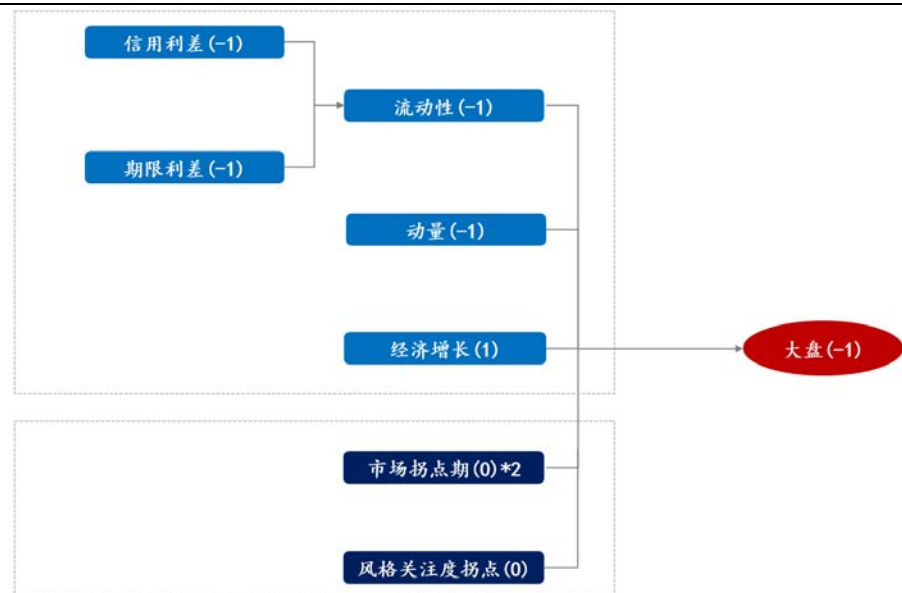 信用利差(-1)
流动性(-1)
期限利差(-1)
动量(-1)
经济增长(1)
大盘(-1)
市场拐点期(0)*2
风格关注度拐点(0)